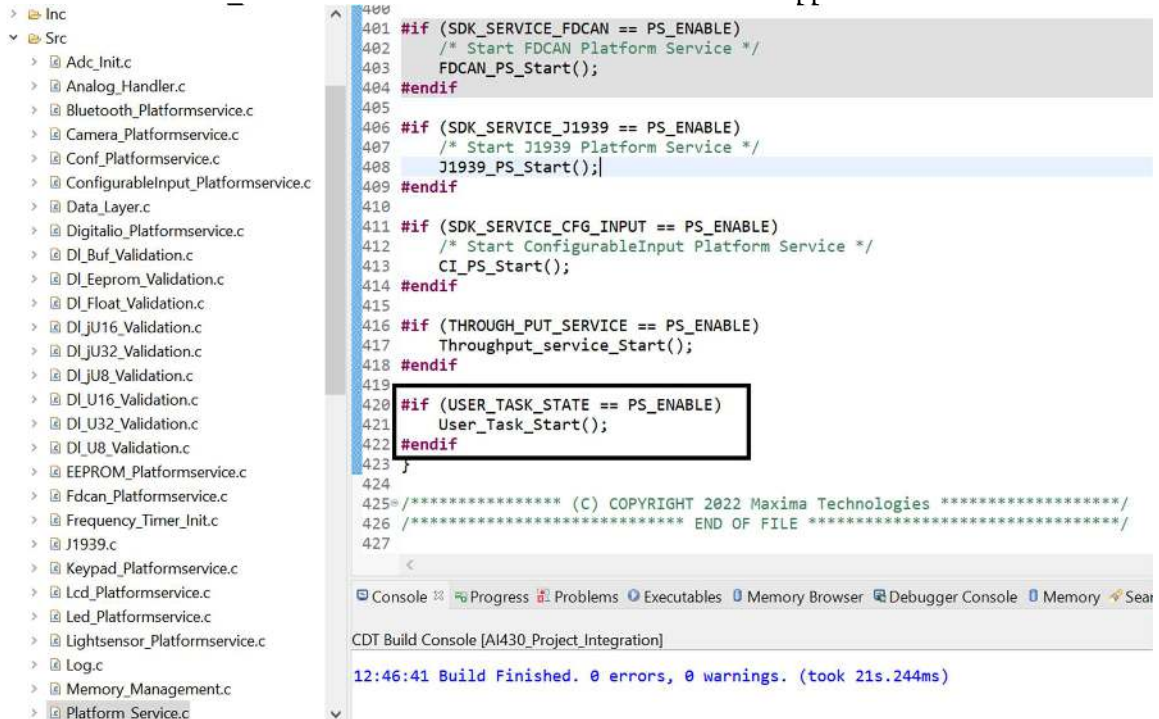 Inc
Src
Adc_Init.c
Analog_Handler.c
Bluetooth_Platformservice.c
Camera_Platformservice.c
Conf_Platformservice.c
ConfigurableInput_Platformservice.c
Data_Layer.c
Digitalio_Platformservice.c
Dl_Buf_Validation.c
Dl_Eeprom_Validation.c
Dl_Float_Validation.c
Dl_jU16_Validation.c
Dl_jU32_Validation.c
Dl_jU8_Validation.c
Dl_U16_Validation.c
Dl_U32_Validation.c
Dl_U8_Validation.c
EEPROM_Platformservice.c
Fdcan_Platformservice.c
Frequency_Timer_Init.c
J1939.c
Keypad_Platformservice.c
Lcd_Platformservice.c
Led_Platformservice.c
Lightsensor_Platformservice.c
Log.c
Memory_Management.c
Platform_Service.c
400
401 #if (SDK_SERVICE_FDCAN == PS_ENABLE)
402 /* Start FDCAN Platform Service */
403 FDCAN_PS_Start();
404 #endif
405
406 #if (SDK_SERVICE_J1939 == PS_ENABLE)
407 /* Start J1939 Platform Service */
408 J1939_PS_Start();
409 #endif
410
411 #if (SDK_SERVICE_CFG_INPUT == PS_ENABLE)
412 /* Start ConfigurableInput Platform Service */
413 CI_PS_Start();
414 #endif
415
416 #if (THROUGH_PUT_SERVICE == PS_ENABLE)
417 Throughput_service_Start();
418 #endif
419
420 #if (USER_TASK_STATE == PS_ENABLE)
421 User_Task_Start();
422 #endif
423 }
424
425 /**************** (C) COPYRIGHT 2022 Maxima Technologies *******************/
426 /***************************** END OF FILE *********************************/
427
Console Progress Problems Executables Memory Browser Debugger Console Memory Sear
CDT Build Console [AI430_Project_Integration]
12:46:41 Build Finished. 0 errors, 0 warnings. (took 21s.244ms)